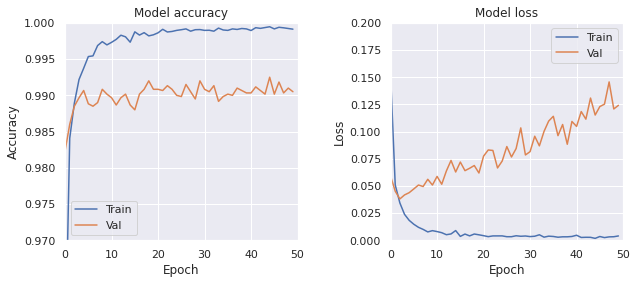 Model accuracy
1.000
0.995
0.990
0.985
0.980
0.975
0.970
Accuracy
Train
Val
0 10 20 30 40 50
Epoch
Model loss
0.200
0.175
0.150
0.125
0.100
0.075
0.050
0.025
0.000
Loss
Train
Val
0 10 20 30 40 50
Epoch